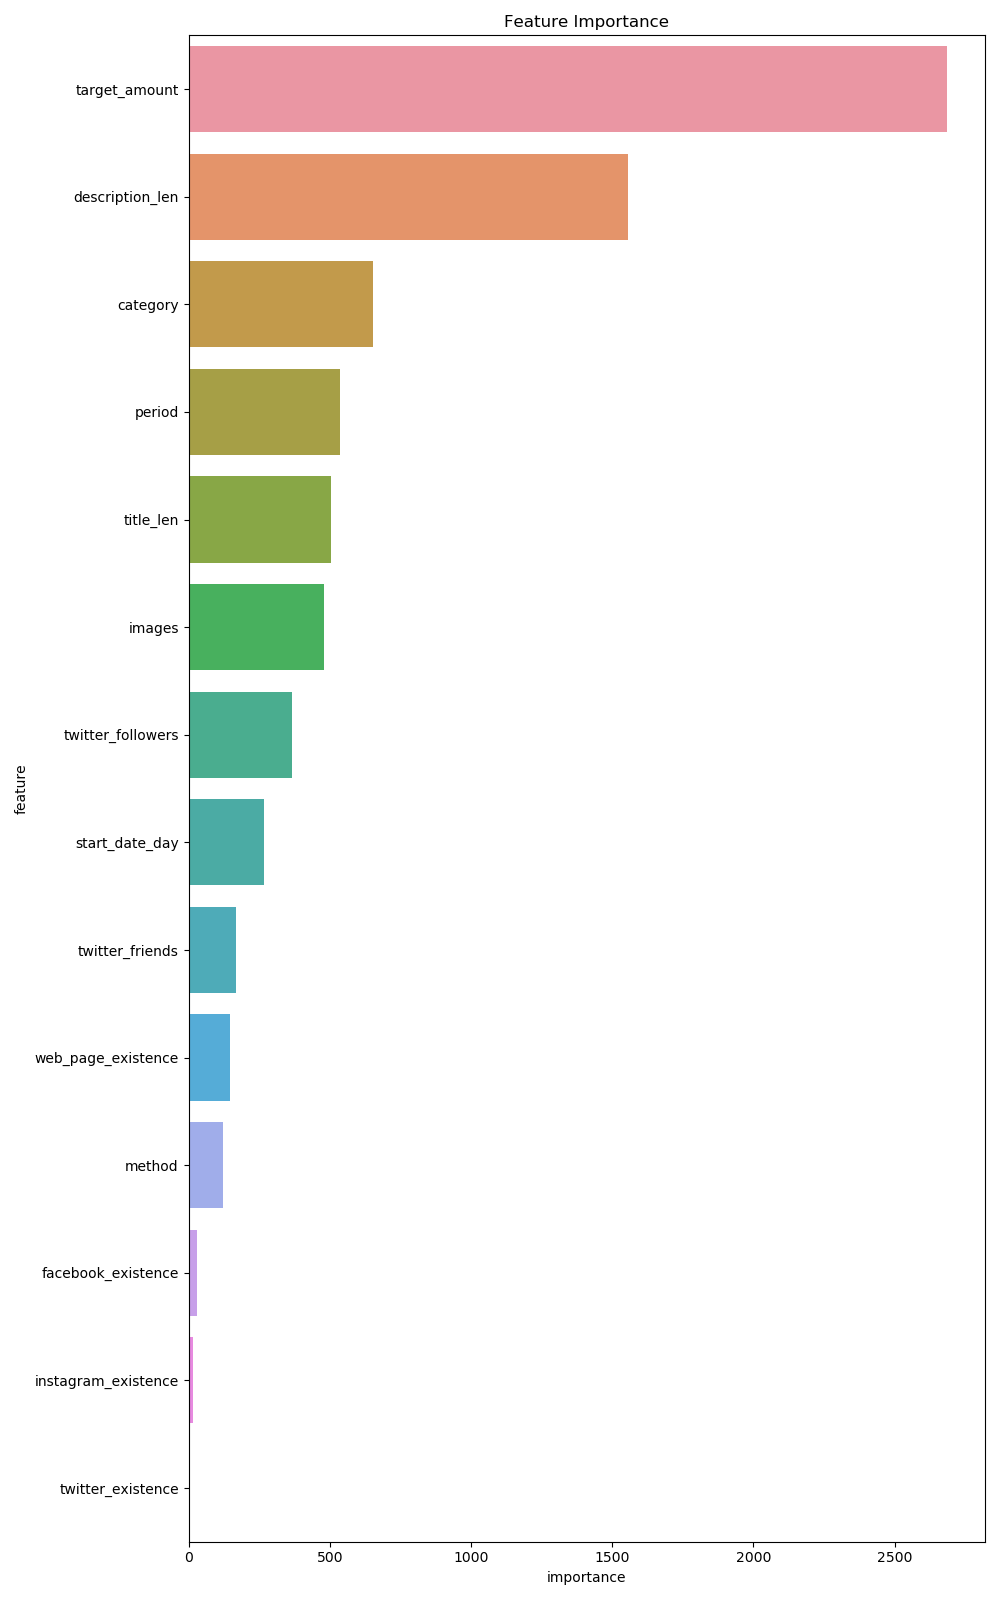 Feature Importance
target_amount
description_len
category
period
title_len
images
twitter_followers
feature
start_date_day
twitter_friends
web_page_existence
method
facebook_existence
instagram_existence
twitter_existence
0 500 1000 1500 2000 2500
importance